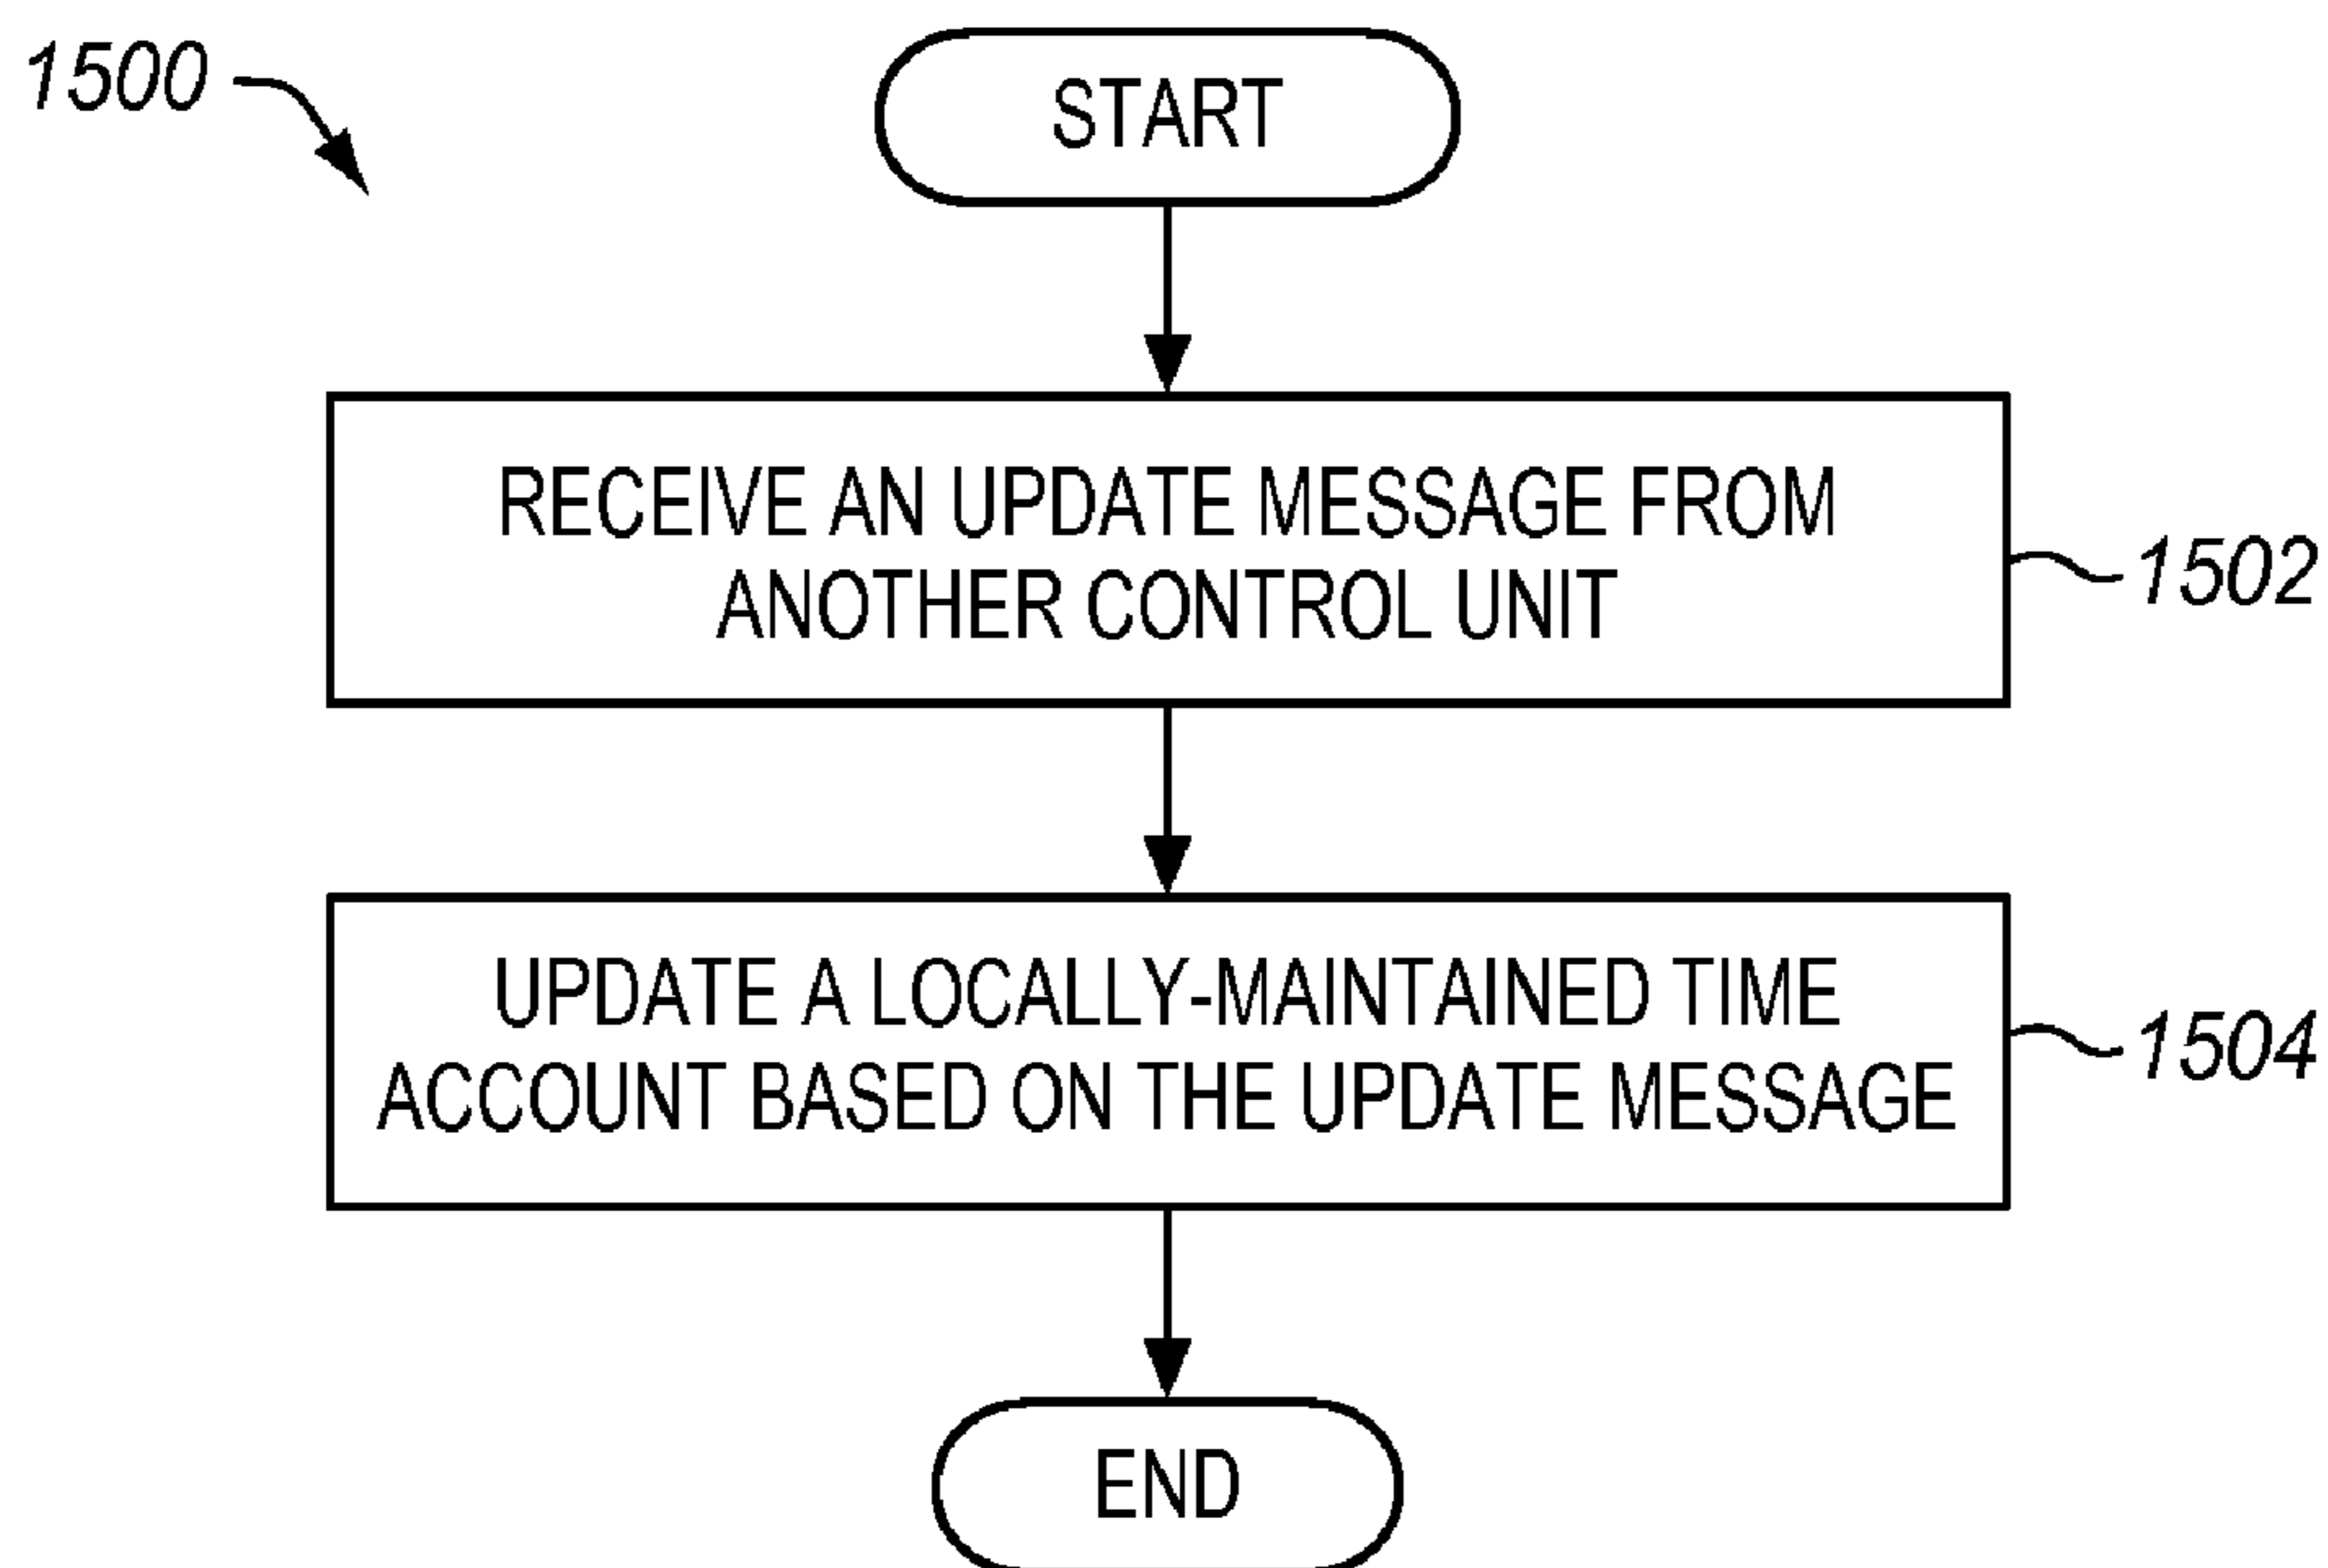 1500
START
RECEIVE AN UPDATE MESSAGE FROM
ANOTHER CONTROL UNIT
1502
UPDATE A LOCALLY-MAINTAINED TIME
ACCOUNT BASED ON THE UPDATE MESSAGE
1504
END